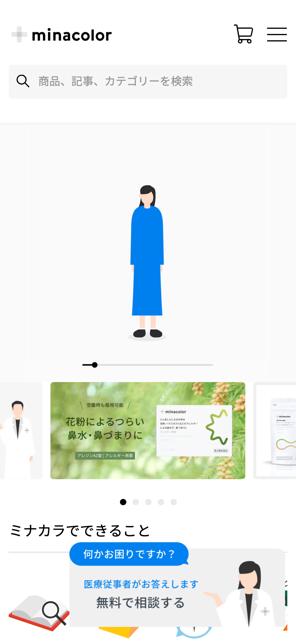 minacolor
商品、記事、カテゴリーを検索
花粉によるつらい
鼻水・鼻づまりに
minacolor
ミナカラでできること
何かお困りですか？
医療従事者がお答えします
無料で相談する